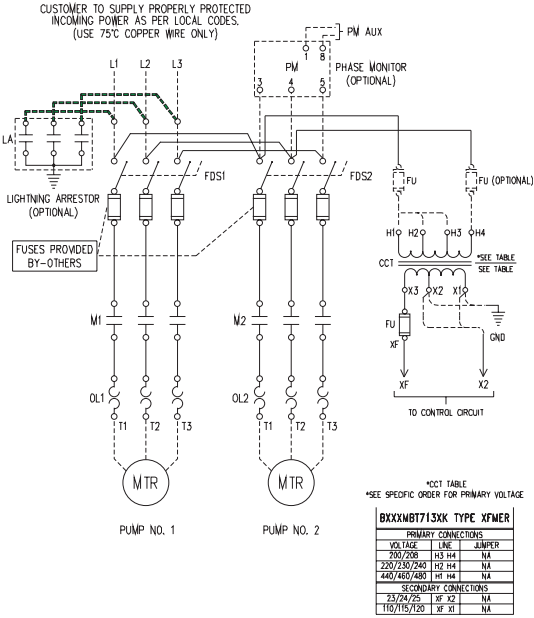 CUSTOMER TO SUPPLY PROPERLY PROTECTED
INCOMING POWER AS PER LOCAL CODES.
(USE 75°C COPPER WIRE ONLY)
PM AUX
1 8
PM
PHASE MONITOR
(OPTIONAL)
3 4 5
L1 L2 L3
LA
LIGHTNING ARRESTOR
(OPTIONAL)
FDS1
FDS2
FU
FU (OPTIONAL)
FUSES PROVIDED
BY-OTHERS
H1 H2 H3 H4
CCT
*SEE TABLE
SEE TABLE
X3 X2 X1
GND
FU
XF
XF X2
TO CONTROL CIRCUIT
M1
M2
OL1
OL2
T1 T2 T3
T1 T2 T3
MTR
MTR
PUMP NO. 1
PUMP NO. 2
*CCT TABLE
*SEE SPECIFIC ORDER FOR PRIMARY VOLTAGE
BXXXMBT713XK TYPE XFMER
PRIMARY CONNECTIONS
VOLTAGE LINE JUMPER
200/208 H3 H4 NA
220/230/240 H2 H4 NA
440/460/480 H1 H4 NA
SECONDARY CONNECTIONS
23/24/25 XF X2 NA
110/115/120 XF X1 NA